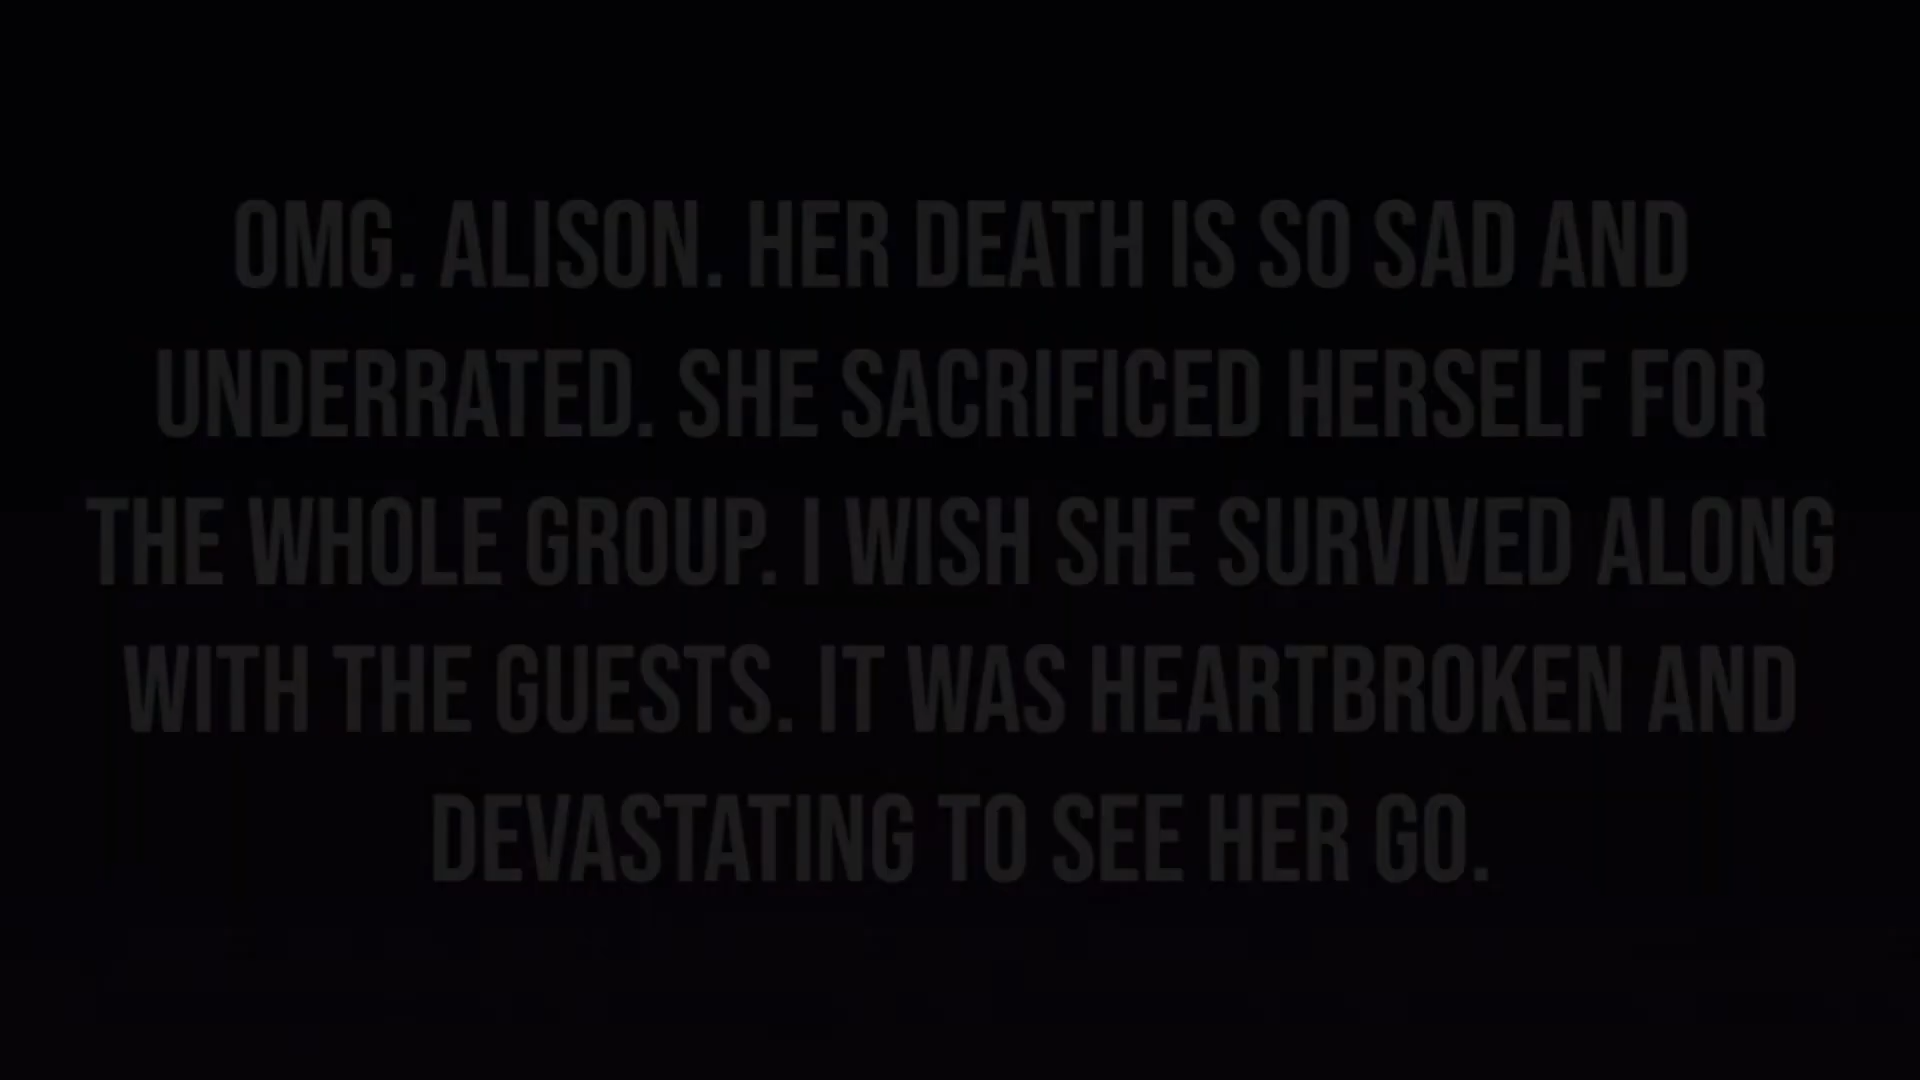 OMG. ALISON. HER DEATH IS SO SAD AND
UNDERRATED. SHE SACRIFICED HERSELF FOR
THE WHOLE GROUP. I WISH SHE SURVIVED ALONG
WITH THE GUESTS. IT WAS HEARTBROKEN AND
DEVASTATING TO SEE HER GO.